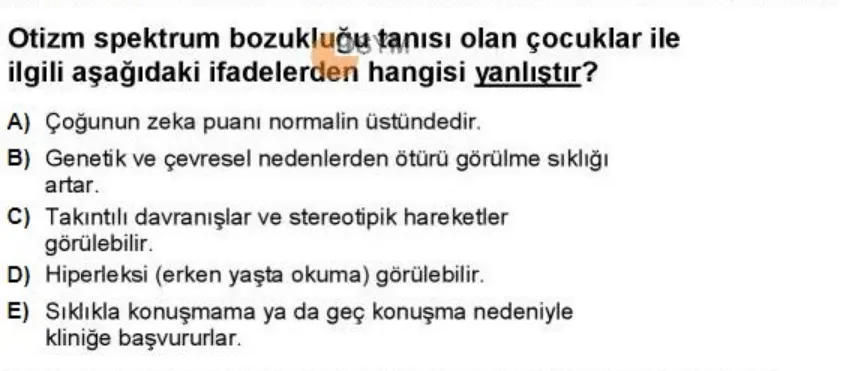 Otizm spektrum bozukluğu tanısı olan çocuklar ile
ilgili aşağıdaki ifadelerden hangisi yanlıştır?
A) Çoğunun zeka puanı normalin üstündedir.
B) Genetik ve çevresel nedenlerden ötürü görülme sıklığı
artar.
C) Takıntılı davranışlar ve stereotipik hareketler
görülebilir.
D) Hiperleksi (erken yaşta okuma) görülebilir.
E) Sıklıkla konuşmama ya da geç konuşma nedeniyle
kliniğe başvururlar.